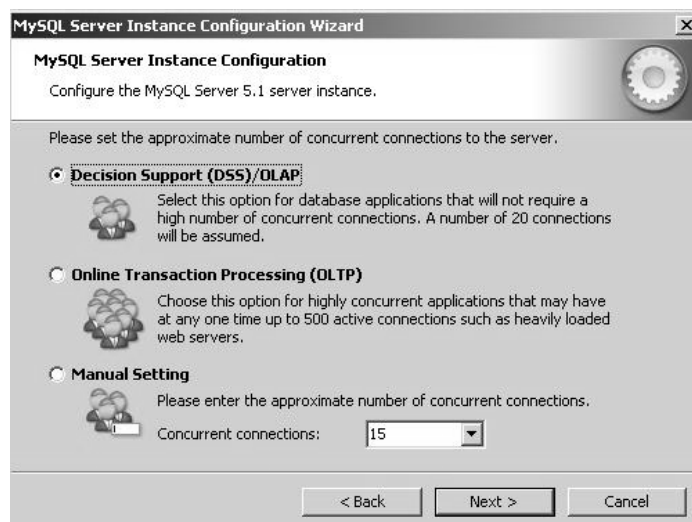 MySQL Server Instance Configuration Wizard
MySQL Server Instance Configuration
Configure the MySQL Server 5.1 server instance.
Please set the approximate number of concurrent connections to the server.
Decision Support (DSS)/OLAP
Select this option for database applications that will not require a
high number of concurrent connections. A number of 20 connections
will be assumed.
Online Transaction Processing (OLTP)
Choose this option for highly concurrent applications that may have
at any one time up to 500 active connections such as heavily loaded
web servers.
Manual Setting
Please enter the approximate number of concurrent connections.
Concurrent connections: 15
< Back Next > Cancel